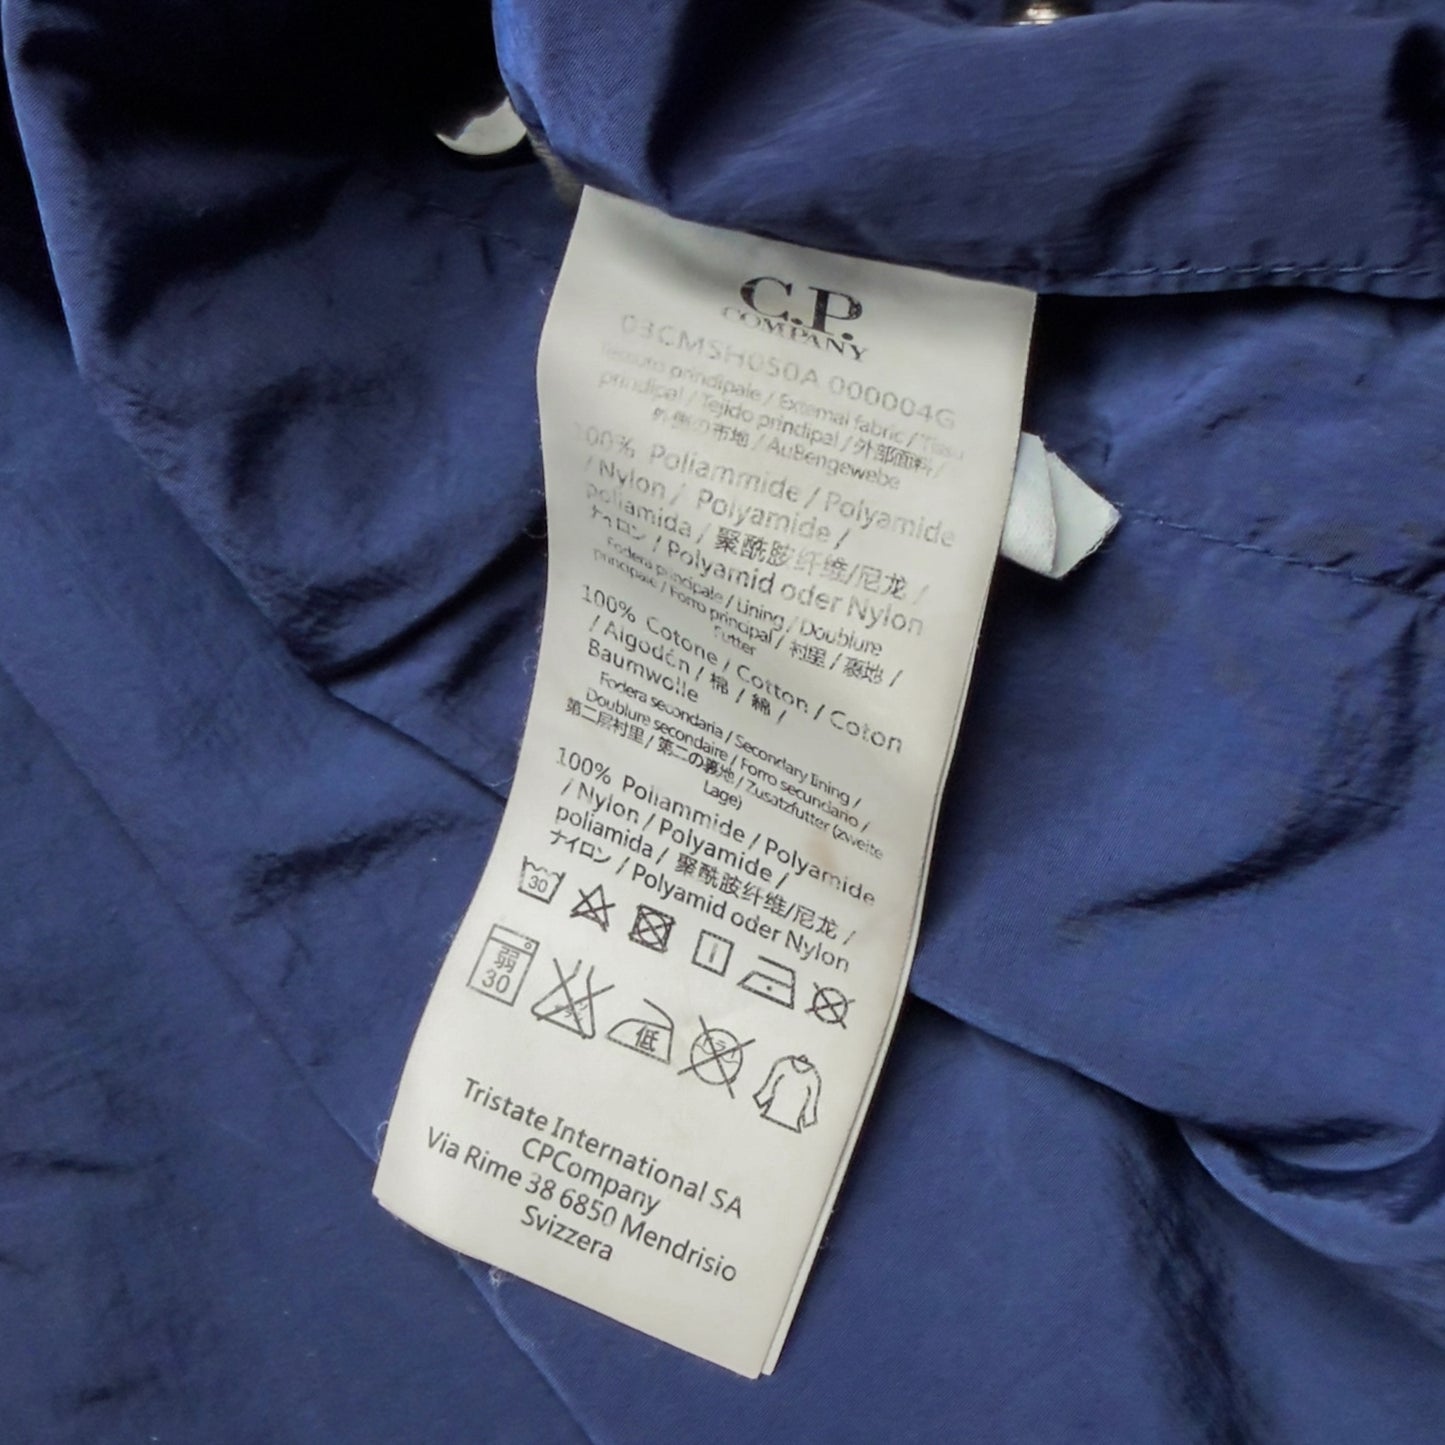 C.P.
COMPANY
03CMSH050A 000004G
Tessuto principale / External fabric / Tissu
principal / Tejido principal / 外部面料 /
外側の布地 / Außengewebe
100% Poliammide / Polyamide
/ Nylon / Polyamide /
poliamida / 聚酰胺纤维/尼龙 /
ナイロン / Polyamid oder Nylon
Fodera principale / Lining / Doublure
principale / Forro principal / 衬里 / 裏地 /
Futter
100% Cotone / Cotton / Coton
/ Algodón / 棉 / 綿 /
Baumwolle
Fodera secondaria / Secondary lining /
Doublure secondaire / Forro secundario /
第二层衬里 / 第二の裏地 / Zusatzfutter (zweite
Lage)
100% Poliammide / Polyamide
/ Nylon / Polyamide /
poliamida / 聚酰胺纤维/尼龙 /
ナイロン / Polyamid oder Nylon
30
弱
30
低
ドライ
Tristate International SA
CPCompany
Via Rime 38 6850 Mendrisio
Svizzera